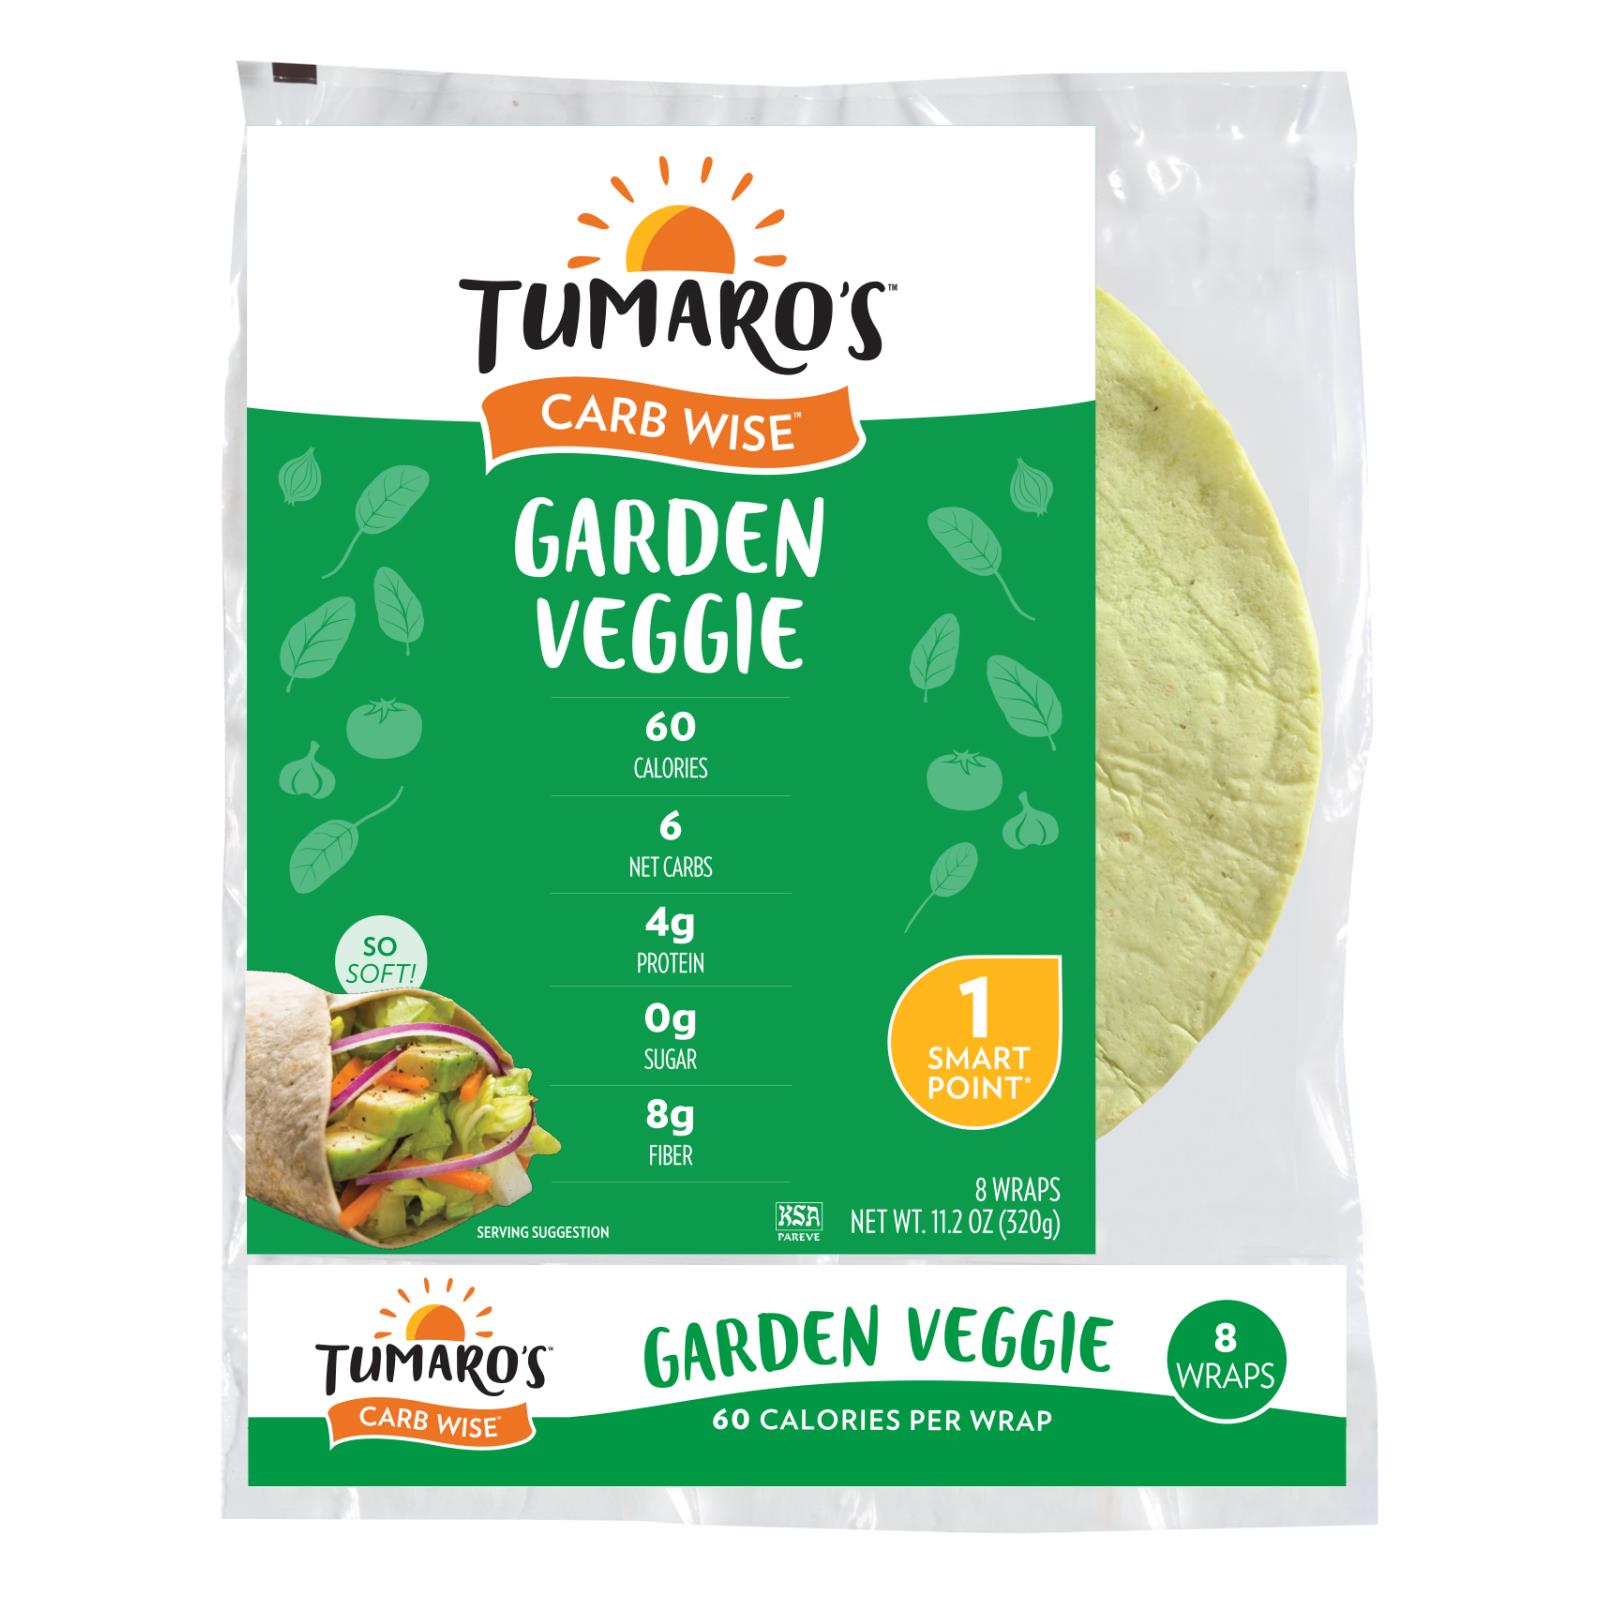 TUMARO'S™
CARB WISE™
GARDEN
VEGGIE
60
CALORIES
6
NET CARBS
4g
PROTEIN
0g
SUGAR
8g
FIBER
SO
SOFT!
1
SMART
POINT*
SERVING SUGGESTION
KSA
PAREVE
8 WRAPS
NET WT. 11.2 OZ (320g)
TUMARO'S™
CARB WISE™
GARDEN VEGGIE
60 CALORIES PER WRAP
8
WRAPS